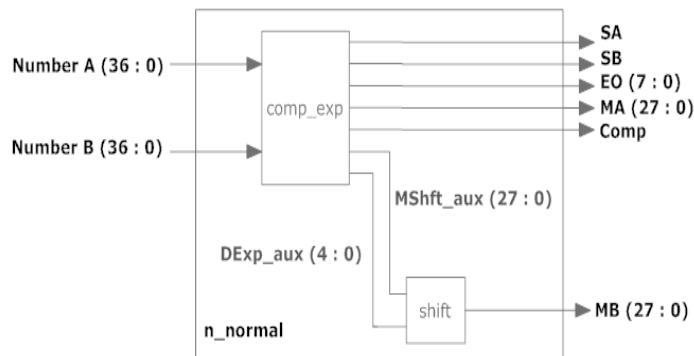 SA
Number A (36 : 0)
SB
EO (7 : 0)
comp_exp
MA (27 : 0)
Comp
Number B (36 : 0)
MShft_aux (27 : 0)
DExp_aux (4 : 0)
shift
MB (27 : 0)
n_normal